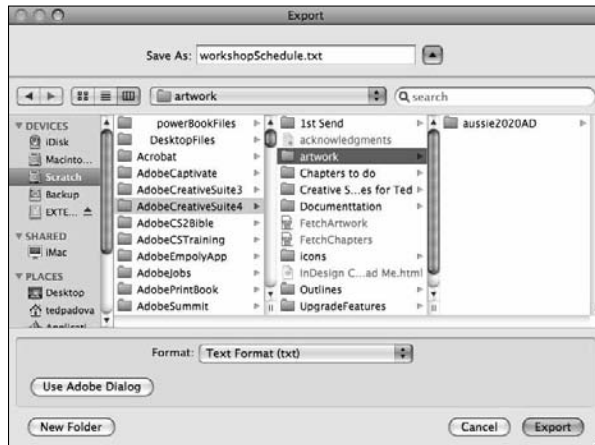 Export
Save As: workshopSchedule.txt
artwork
search
DEVICES
iDisk
Macinto...
Scratch
Backup
EXTE...
SHARED
iMac
PLACES
Desktop
tedpadova
Applicati
powerBookFiles
DesktopFiles
Acrobat
AdobeCaptivate
AdobeCreativeSuite3
AdobeCreativeSuite4
AdobeCS2Bible
AdobeCSTraining
AdobeEmpolyApp
AdobeJobs
AdobePrintBook
AdobeSummit
1st Send
acknowledgments
artwork
Chapters to do
Creative S...es for Ted
Documenttation
FetchArtwork
FetchChapters
icons
InDesign C...ad Me.html
Outlines
UpgradeFeatures
aussie2020AD
Format: Text Format (txt)
Use Adobe Dialog
New Folder
Cancel
Export